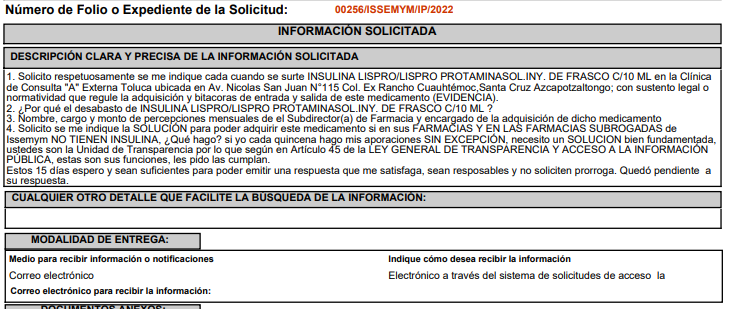 Número de Folio o Expediente de la Solicitud: 00256/ISSEMYM/IP/2022
INFORMACIÓN SOLICITADA
DESCRIPCIÓN CLARA Y PRECISA DE LA INFORMACIÓN SOLICITADA
1. Solicito respetuosamente se me indique cada cuando se surte INSULINA LISPRO/LISPRO PROTAMINASOL.INY. DE FRASCO C/10 ML en la Clínica
de Consulta "A" Externa Toluca ubicada en Av. Nicolas San Juan N°115 Col. Ex Rancho Cuauhtémoc,Santa Cruz Azcapotzaltongo; con sustento legal o
normatividad que regule la adquisición y bitacoras de entrada y salida de este medicamento (EVIDENCIA).
2. ¿Por qué el desabasto de INSULINA LISPRO/LISPRO PROTAMINASOL.INY. DE FRASCO C/10 ML ?
3. Nombre, cargo y monto de percepciones mensuales de el Subdirector(a) de Farmacia y encargado de la adquisición de dicho medicamento
4. Solicito se me indique la SOLUCIÓN para poder adquirir este medicamento si en sus FARMACIAS Y EN LAS FARMACIAS SUBROGADAS de
Issemym NO TIENEN INSULINA, ¿Qué hago? si yo cada quincena hago mis aporaciones SIN EXCEPCIÓN, necesito un SOLUCION bien fundamentada,
ustedes son la Unidad de Transparencia por lo que según en Artículo 45 de la LEY GENERAL DE TRANSPARENCIA Y ACCESO A LA INFORMACIÓN
PÚBLICA, estas son sus funciones, les pido las cumplan.
Estos 15 días espero y sean suficientes para poder emitir una respuesta que me satisfaga, sean resposables y no soliciten prorroga. Quedó pendiente a
su respuesta.
CUALQUIER OTRO DETALLE QUE FACILITE LA BÚSQUEDA DE LA INFORMACIÓN:
MODALIDAD DE ENTREGA:
Medio para recibir información o notificaciones Indique cómo desea recibir la información
Correo electrónico Electrónico a través del sistema de solicitudes de acceso la
Correo electrónico para recibir la información:
DOCUMENTOS ANEXOS: